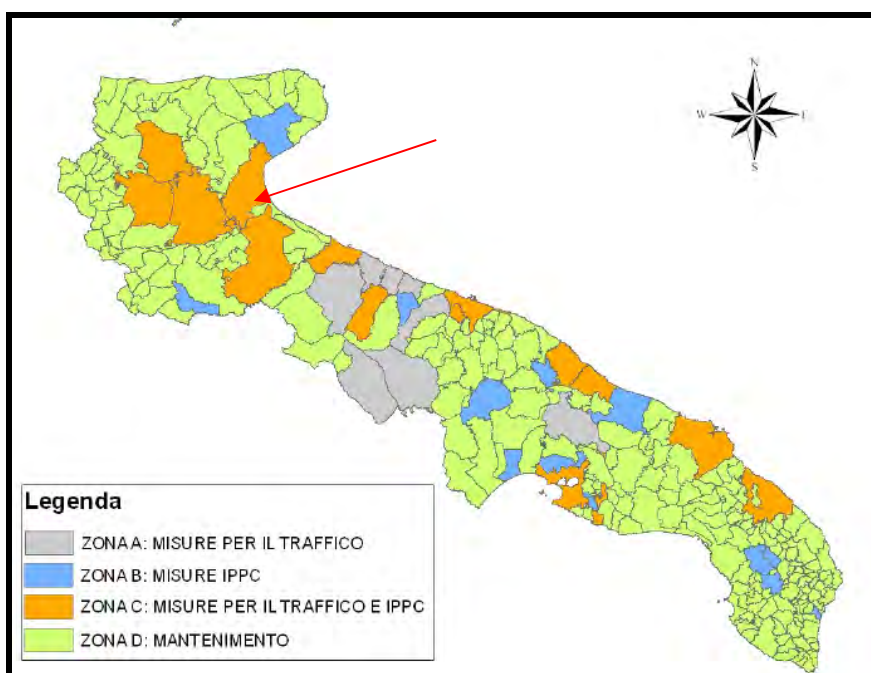 N
W E
S
Legenda
ZONA A: MISURE PER IL TRAFFICO
ZONA B: MISURE IPPC
ZONA C: MISURE PER IL TRAFFICO E IPPC
ZONA D: MANTENIMENTO